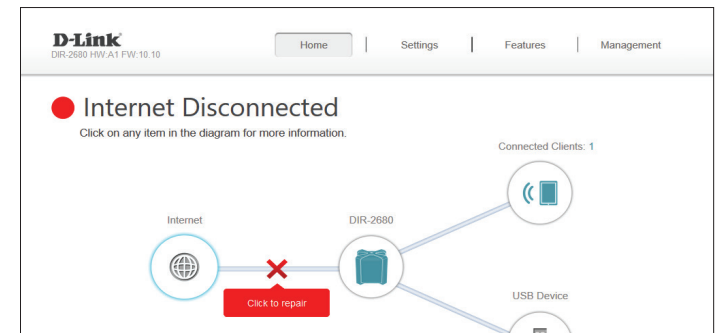 D-Link
DIR-2680 HW:A1 FW:10.10
Home
Settings
Features
Management
Internet Disconnected
Click on any item in the diagram for more information.
Connected Clients: 1
Internet
DIR-2680
Click to repair
USB Device